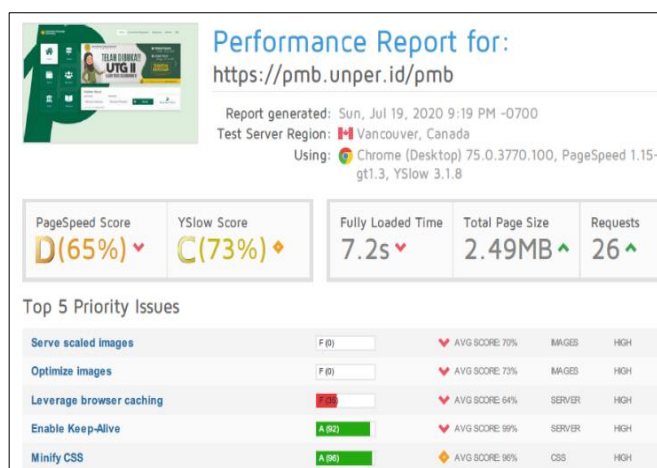 TELAH DIBUKA!!
UTG II
Performance Report for:
https://pmb.unper.id/pmb
Report generated: Sun, Jul 19, 2020 9:19 PM -0700
Test Server Region: Vancouver, Canada
Using: Chrome (Desktop) 75.0.3770.100, PageSpeed 1.15-
gt1.3, YSlow 3.1.8
PageSpeed Score YSlow Score Fully Loaded Time Total Page Size Requests
D(65%) C(73%) 7.2s 2.49MB 26
Top 5 Priority Issues
Serve scaled images F (0) AVG SCORE: 70% IMAGES HIGH
Optimize images F (0) AVG SCORE: 73% IMAGES HIGH
Leverage browser caching AVG SCORE: 64% SERVER HIGH
Enable Keep-Alive A (92) AVG SCORE: 99% SERVER HIGH
Minify CSS A (96) AVG SCORE: 96% CSS HIGH